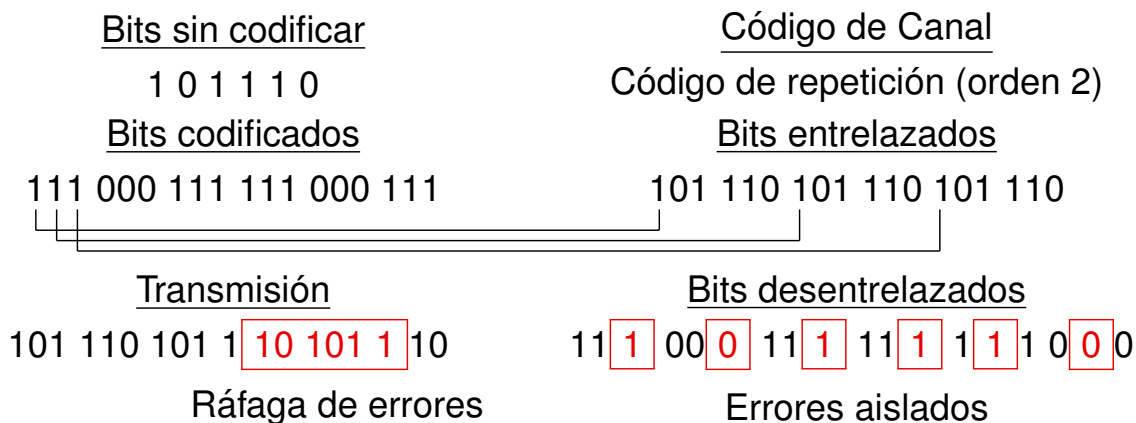 Bits sin codificar
1 0 1 1 1 0
Código de Canal
Código de repetición (orden 2)
Bits codificados
111 000 111 111 000 111
Bits entrelazados
101 110 101 110 101 110
Transmisión
101 110 101 1 10 101 1 10
Ráfaga de errores
Bits desentrelazados
11 1 00 0 11 1 11 1 1 1 1 0 0 0
Errores aislados